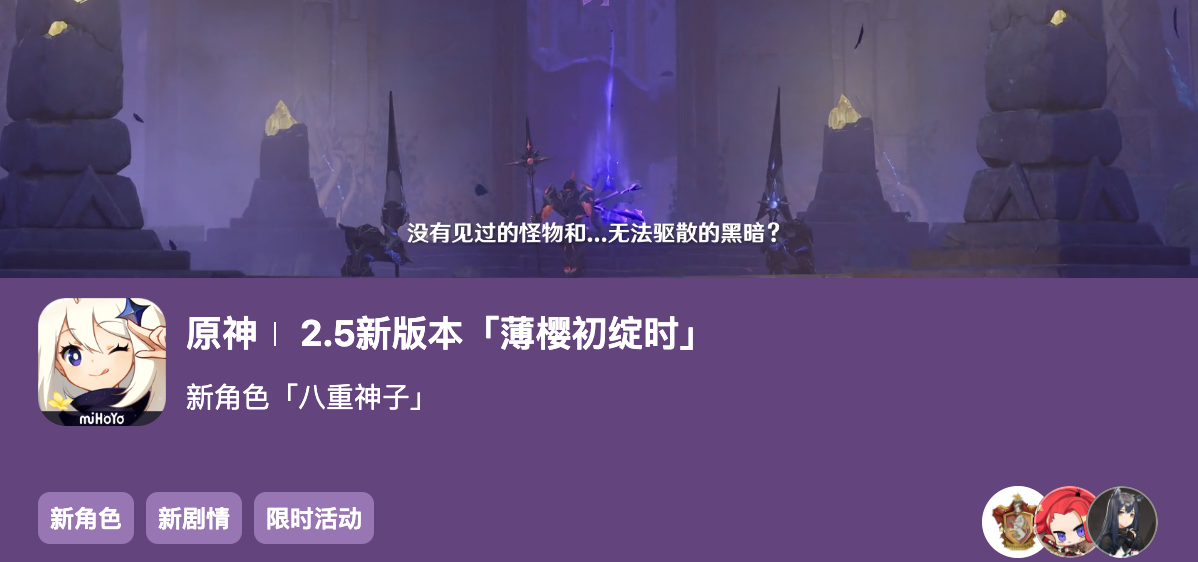 没有见过的怪物和...无法驱散的黑暗？
miHoYo
原神 | 2.5新版本「薄樱初绽时」
新角色「八重神子」
新角色 新剧情 限时活动